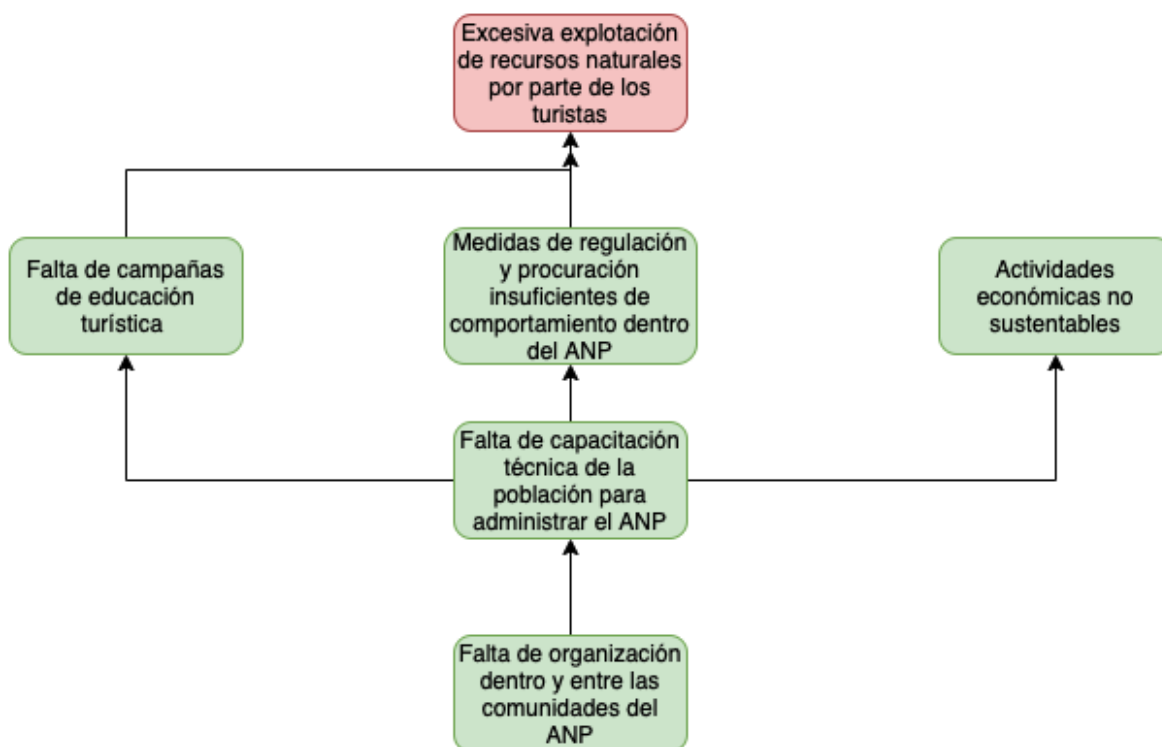 Excesiva explotación
de recursos naturales
por parte de los
turistas
Falta de campañas
de educación
turística
Medidas de regulación
y procuración
insuficientes de
comportamiento dentro
del ANP
Actividades
económicas no
sustentables
Falta de capacitación
técnica de la
población para
administrar el ANP
Falta de organización
dentro y entre las
comunidades del
ANP